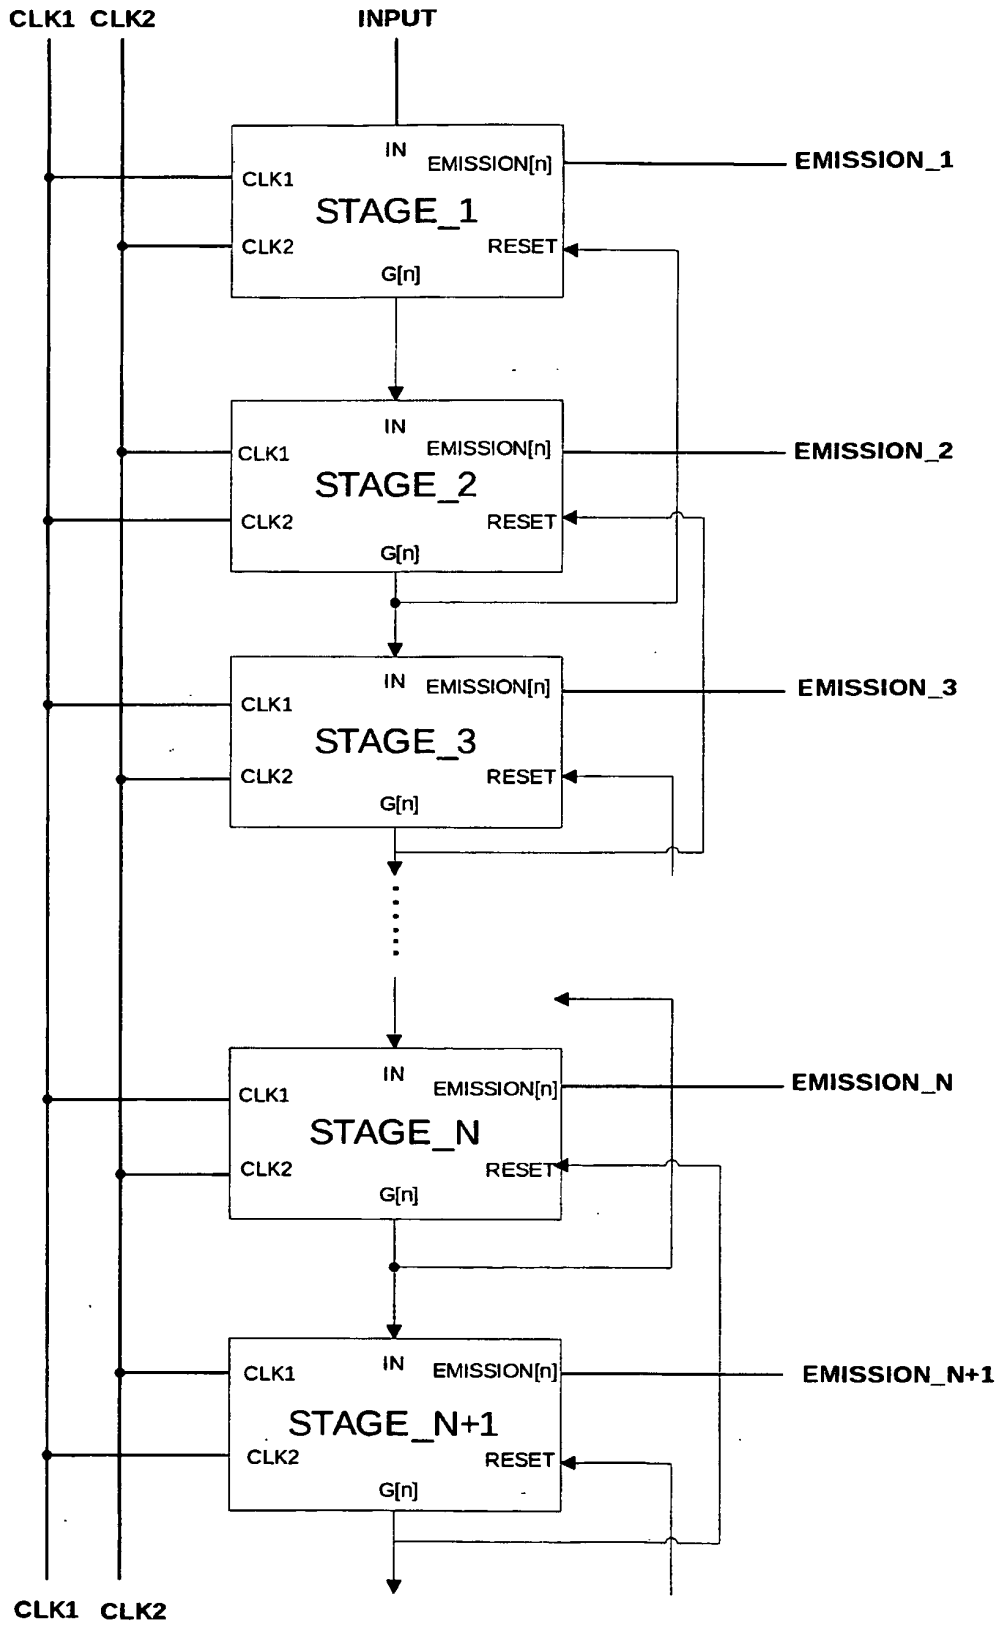 CLK1 CLK2 INPUT
IN
EMISSION[n] EMISSION_1
CLK1
STAGE_1
CLK2 RESET
G[n]
IN
EMISSION[n] EMISSION_2
CLK1
STAGE_2
CLK2 RESET
G[n]
IN
EMISSION[n] EMISSION_3
CLK1
STAGE_3
CLK2 RESET
G[n]
IN
EMISSION[n] EMISSION_N
CLK1
STAGE_N
CLK2 RESET
G[n]
IN
EMISSION[n] EMISSION_N+1
CLK1
STAGE_N+1
CLK2 RESET
G[n]
CLK1 CLK2